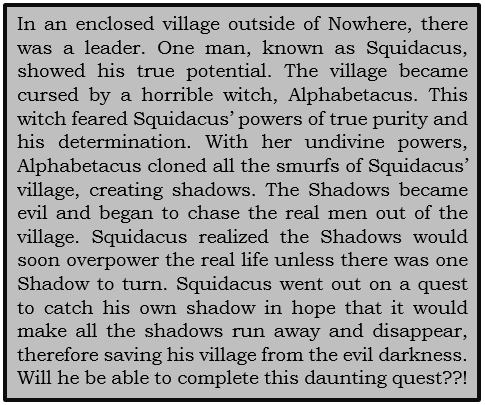 In an enclosed village outside of Nowhere, there
was a leader. One man, known as Squidacus,
showed his true potential. The village became
cursed by a horrible witch, Alphabetacus. This
witch feared Squidacus’ powers of true purity and
his determination. With her undivine powers,
Alphabetacus cloned all the smurfs of Squidacus’
village, creating shadows. The Shadows became
evil and began to chase the real men out of the
village. Squidacus realized the Shadows would
soon overpower the real life unless there was one
Shadow to turn. Squidacus went out on a quest
to catch his own shadow in hope that it would
make all the shadows run away and disappear,
therefore saving his village from the evil darkness.
Will he be able to complete this daunting quest??!